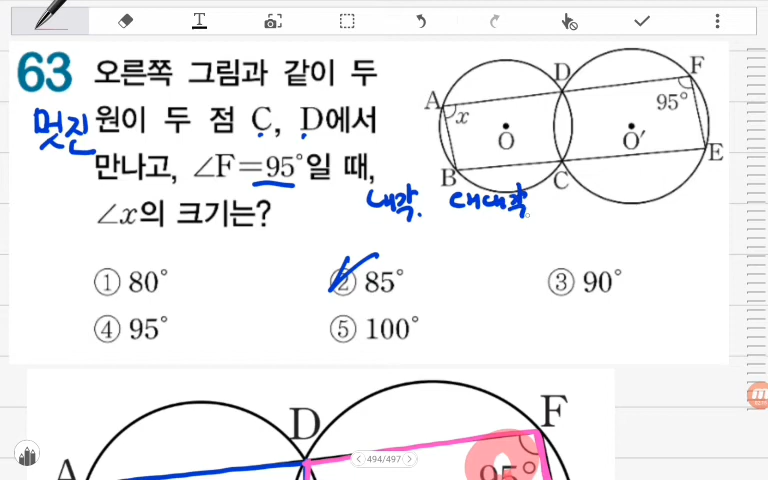 T
63 오른쪽 그림과 같이 두
멋진 원이 두 점 C, D에서
만나고, ∠F=95°일 때,
∠x의 크기는?
A
B
C
D
E
F
x
95°
O
O′
내각. 대대각.
① 80° ② 85° ③ 90°
④ 95° ⑤ 100°
D
F
A
95°
494/497